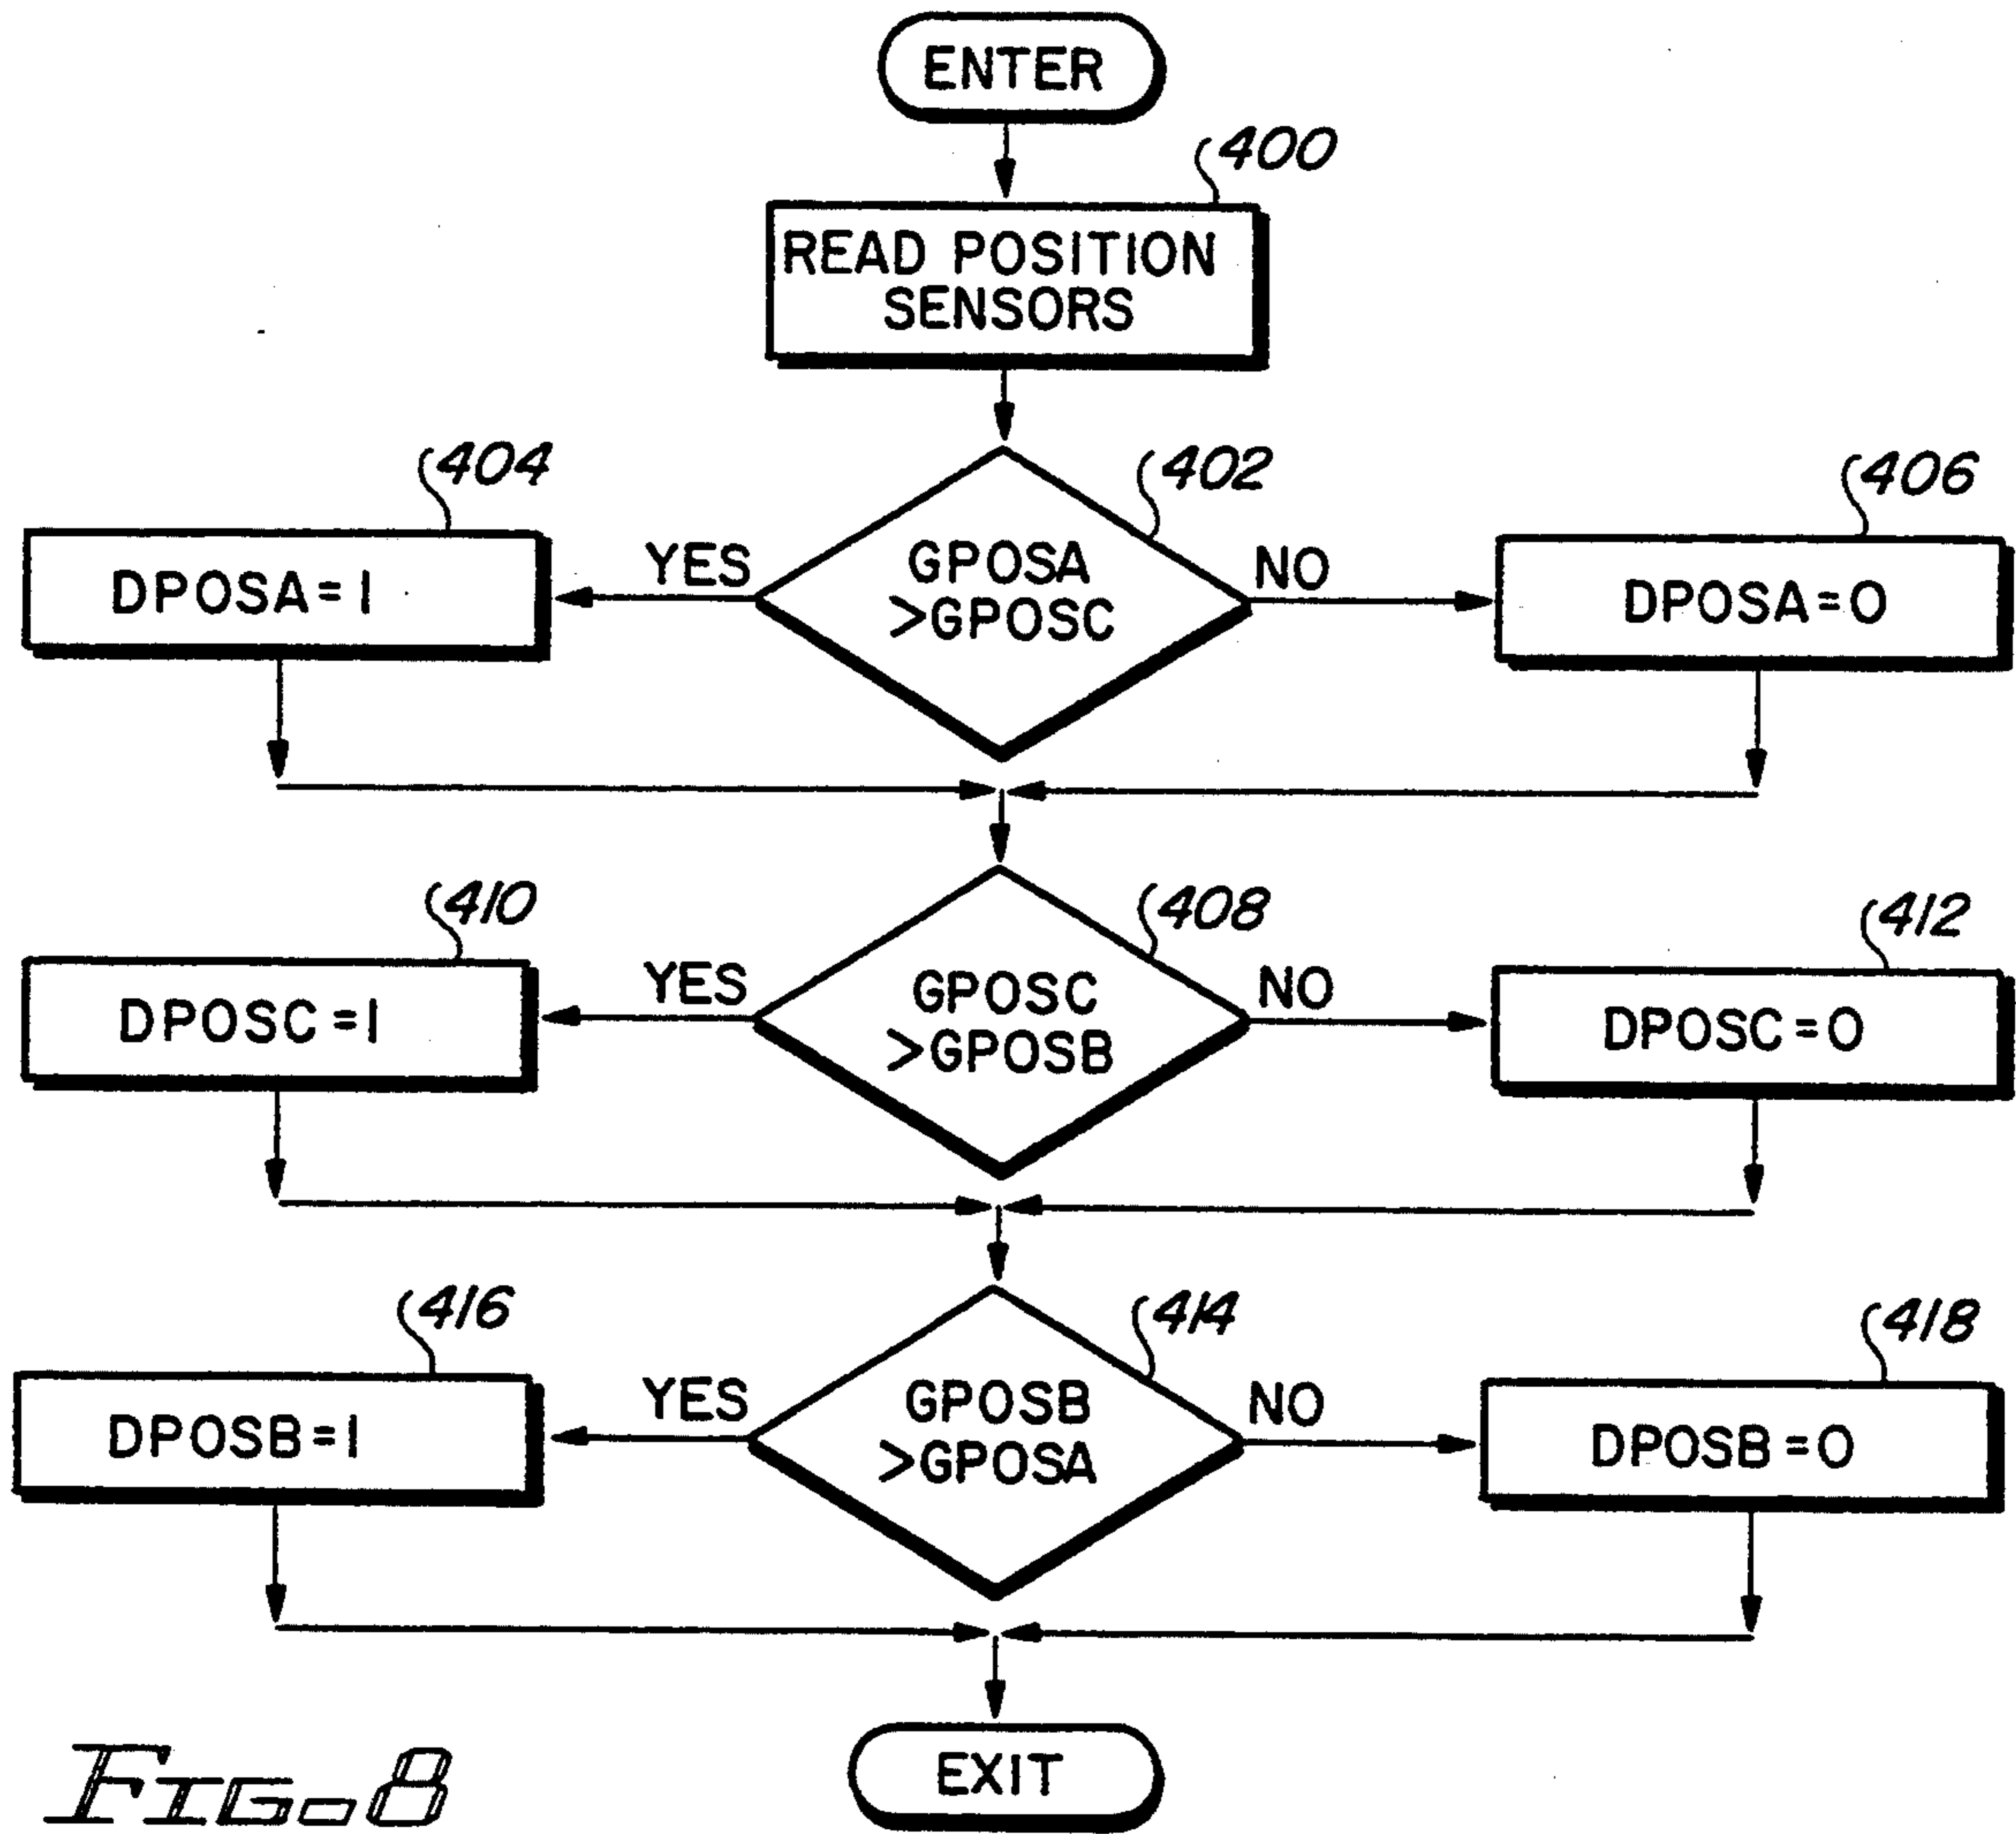 ENTER
400
READ POSITION
SENSORS
404
402
406
YES
GPOSA
>GPOSC
NO
DPOSA=1
DPOSA=0
410
408
412
YES
GPOSC
>GPOSB
NO
DPOSC=1
DPOSC=0
416
414
418
YES
GPOSB
>GPOSA
NO
DPOSB=1
DPOSB=0
EXIT
FIG. 8